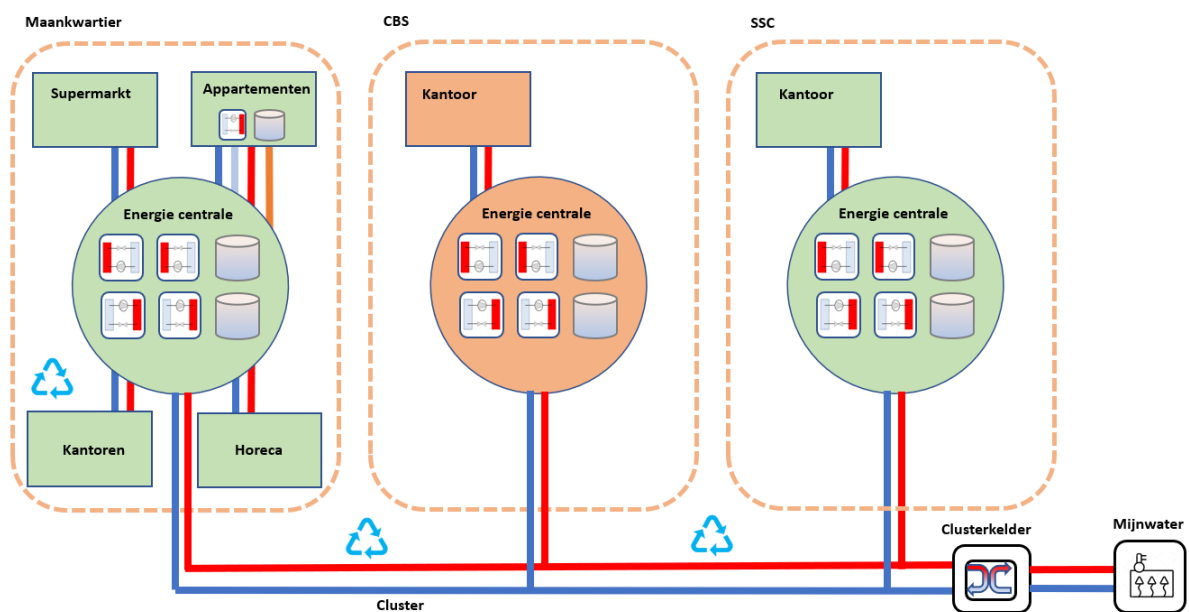 Maankwartier
CBS
SSC
Supermarkt
Appartementen
Kantoor
Kantoor
Energie centrale
Energie centrale
Energie centrale
Kantoren
Horeca
Clusterkelder
Mijnwater
Cluster